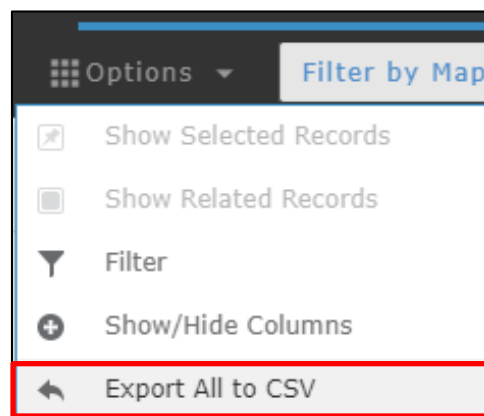 Options Filter by Map
Show Selected Records
Show Related Records
Filter
Show/Hide Columns
Export All to CSV